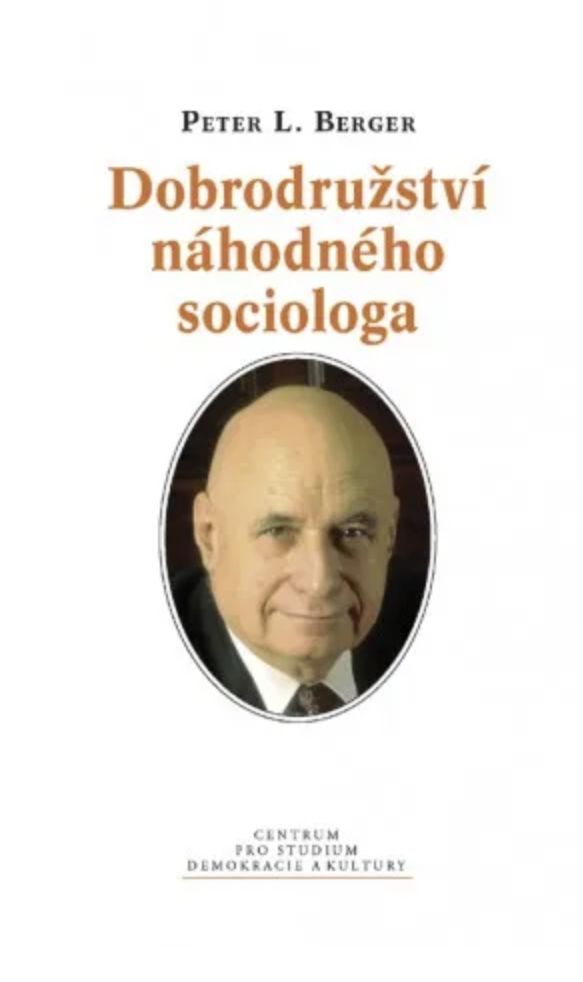 PETER L. BERGER
Dobrodružství
náhodného
sociologa
CENTRUM
PRO STUDIUM
DEMOKRACIE A KULTURY